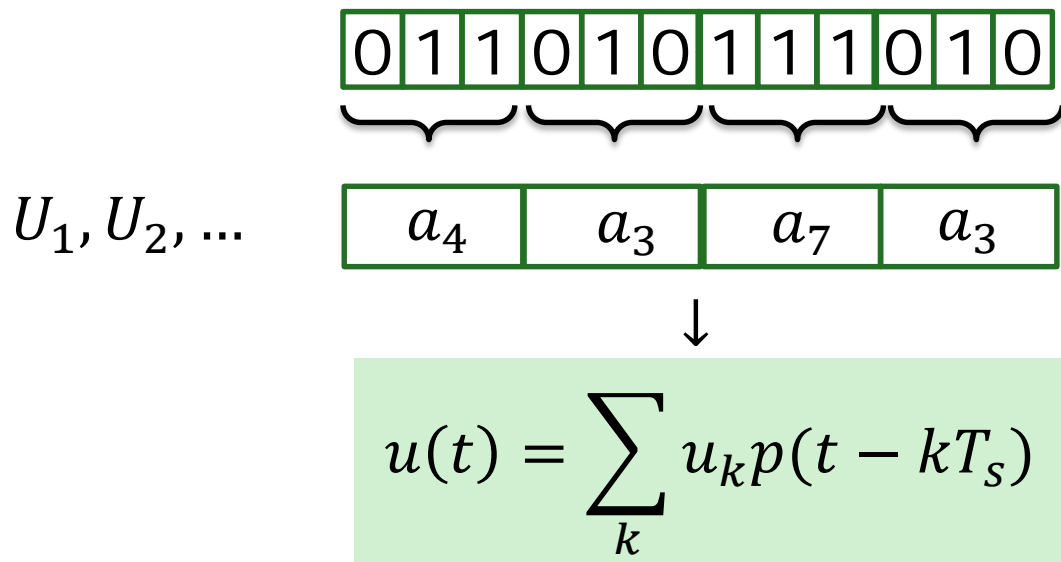 0 1 1 0 1 0 1 1 1 0 1 0
U₁, U₂, … a₄ a₃ a₇ a₃
↓
u(t) = ∑ₖ uₖp(t − kTₛ)